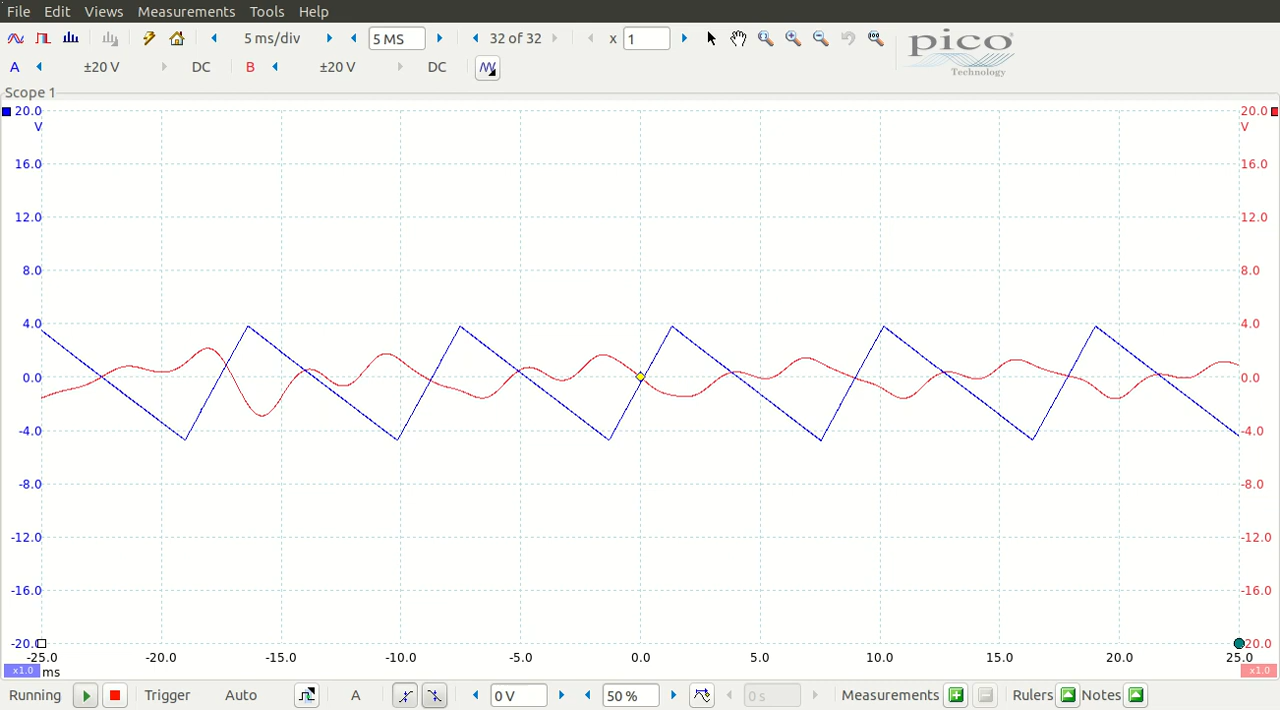 File Edit Views Measurements Tools Help
5 ms/div 5 MS 32 of 32 x 1
A ±20 V DC B ±20 V DC
pico
Technology
Scope 1
20.0 20.0
V V
16.0 16.0
12.0 12.0
8.0 8.0
4.0 4.0
0.0 0.0
-4.0 -4.0
-8.0 -8.0
-12.0 -12.0
-16.0 -16.0
-20.0 20.0
-25.0 -20.0 -15.0 -10.0 -5.0 0.0 5.0 10.0 15.0 20.0 25.0
x1.0 ms x1.0
Running Trigger Auto A 0 V 50 % 0 s Measurements Rulers Notes